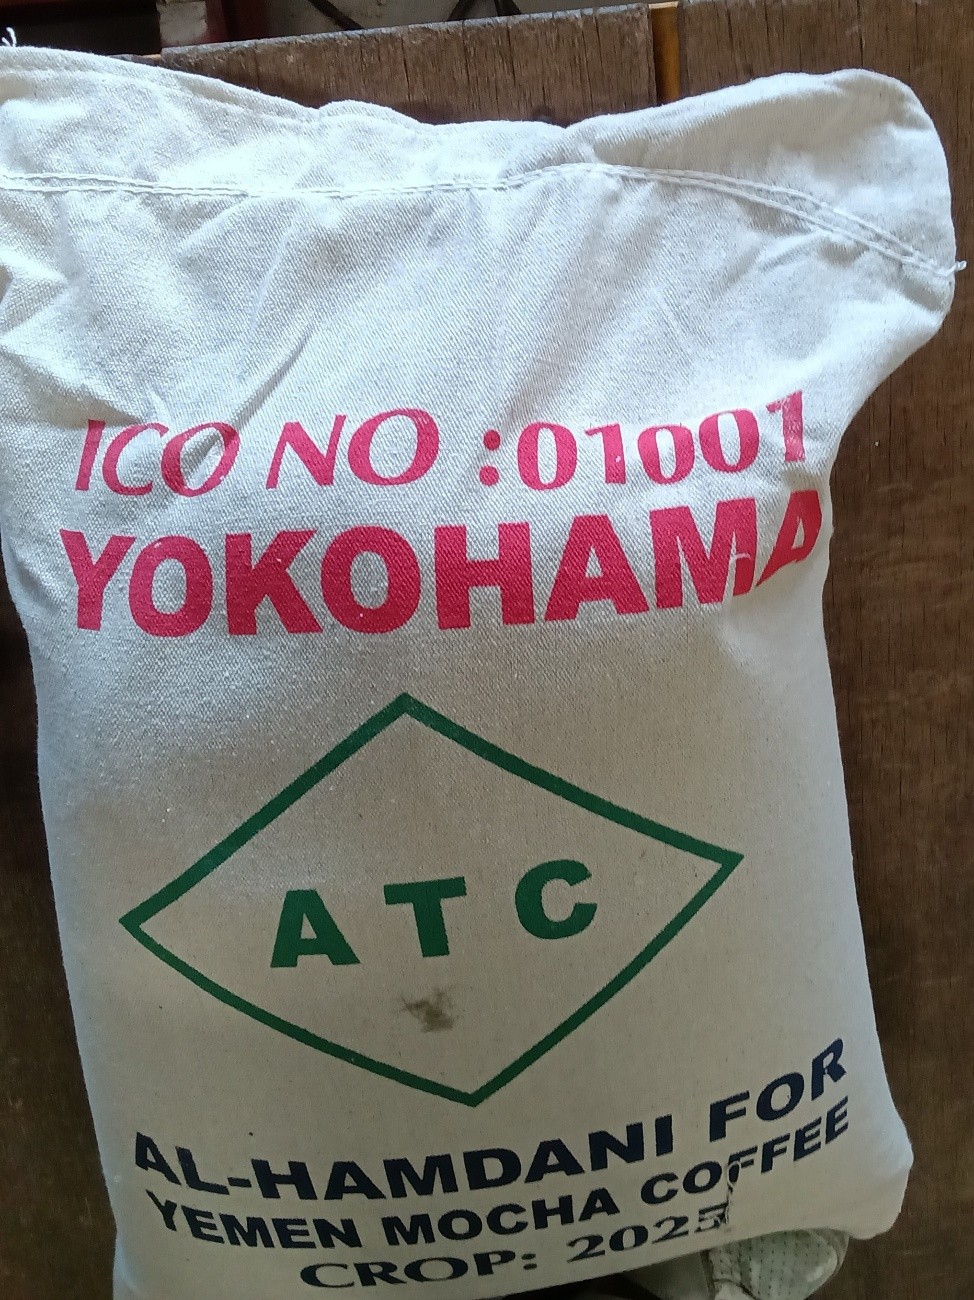 ICO NO :01001
YOKOHAMA
ATC
AL-HAMDANI FOR
YEMEN MOCHA COFFEE
CROP: 2025